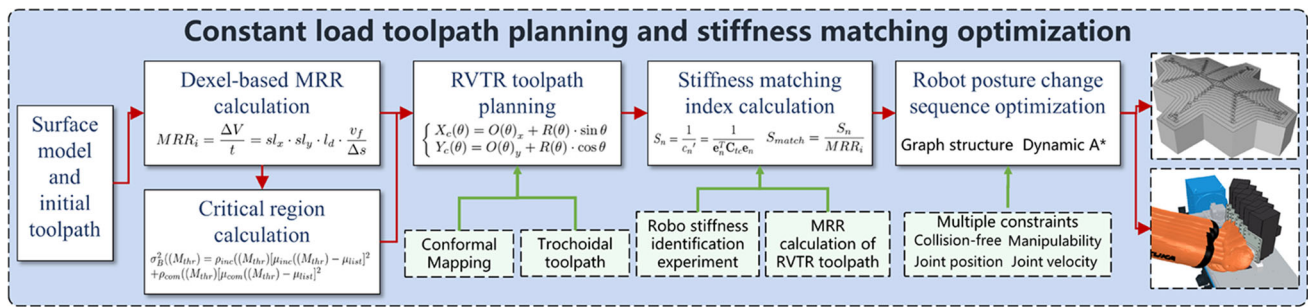 Constant load toolpath planning and stiffness matching optimization
Surface
model
and
initial
toolpath
Dexel-based MRR
calculation
MRR_i = ΔV / t = sl_x · sl_y · l_d · v_f / Δs
Critical region
calculation
σ_B^2((M_thr) = ρ_inc((M_thr)[μ_inc((M_thr) − μ_list]^2
+ρ_com((M_thr)[μ_com((M_thr) − μ_list]^2
RVTR toolpath
planning
{ X_c(θ) = O(θ)_x + R(θ) · sin θ
Y_c(θ) = O(θ)_y + R(θ) · cos θ
Conformal
Mapping
Trochoidal
toolpath
Stiffness matching
index calculation
S_n = 1 / c_n' = 1 / e_n^T C_tc e_n S_match = S_n / MRR_i
Robo stiffness
identification
experiment
MRR
calculation of
RVTR toolpath
Robot posture change
sequence optimization
Graph structure Dynamic A*
Multiple constraints
Collision-free Manipulability
Joint position Joint velocity